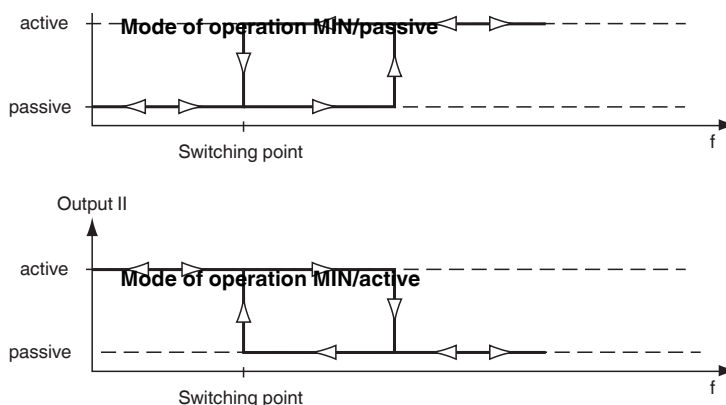 active
Mode of operation MIN/passive
passive
f
Switching point
Output II
active
Mode of operation MIN/active
passive
f
Switching point